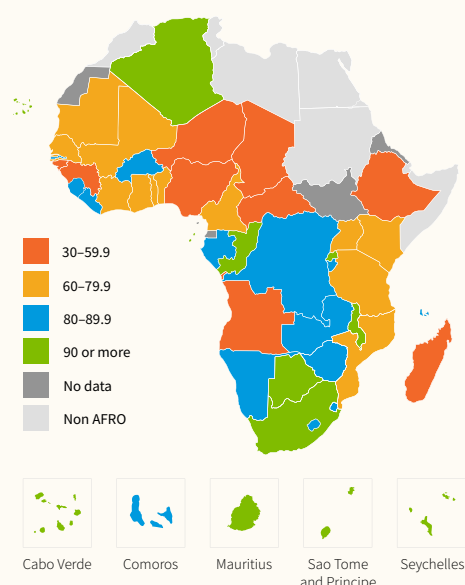 30–59.9
60–79.9
80–89.9
90 or more
No data
Non AFRO
Cabo Verde
Comoros
Mauritius
Sao Tome
and Principe
Seychelles